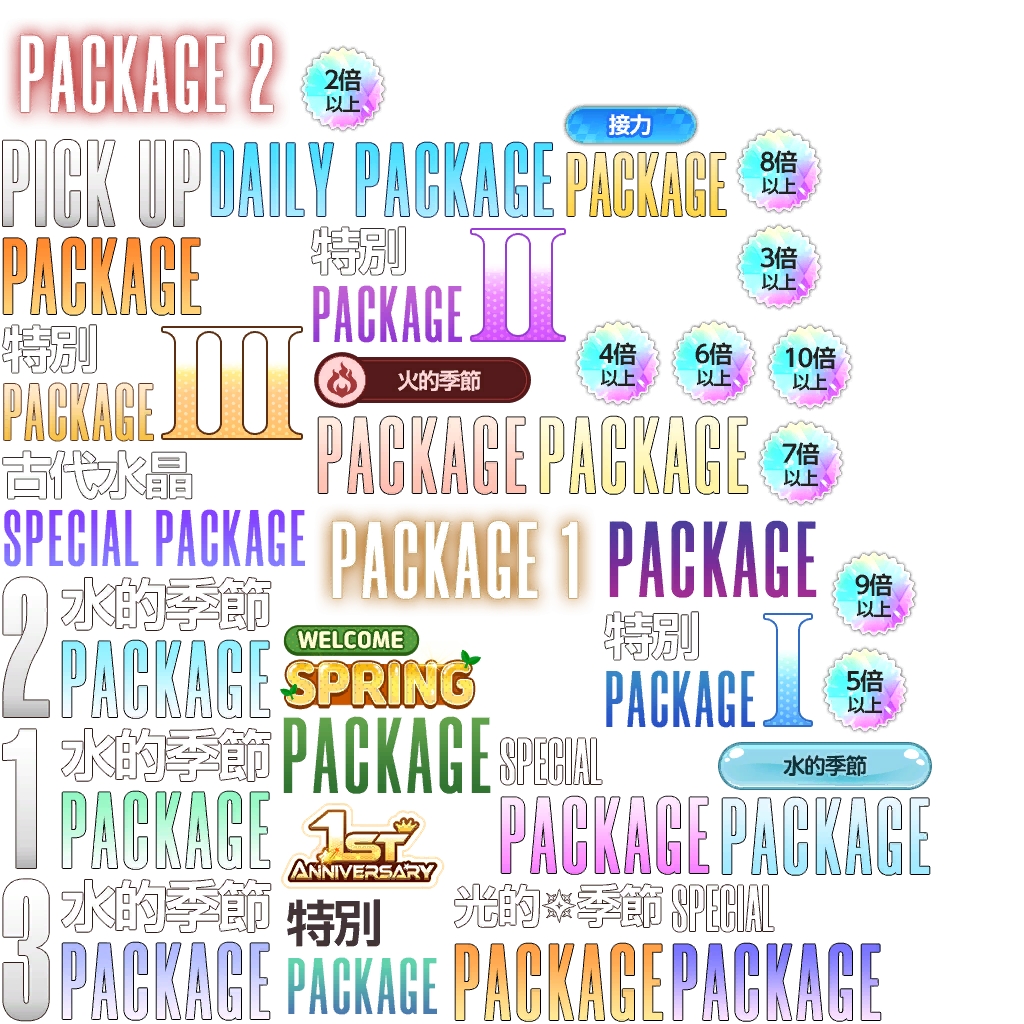 PACKAGE 2
2倍
以上
接力
PACKAGE
8倍
以上
PICK UP
PACKAGE
DAILY PACKAGE
特別
PACKAGE II
3倍
以上
特別
PACKAGE III
火的季節
PACKAGE
4倍
以上
6倍
以上
10倍
以上
PACKAGE
7倍
以上
古代水晶
SPECIAL PACKAGE
PACKAGE 1
PACKAGE
9倍
以上
2 水的季節
PACKAGE
WELCOME
SPRING
PACKAGE
特別
PACKAGE I
5倍
以上
1 水的季節
PACKAGE
SPECIAL
PACKAGE
水的季節
PACKAGE
1ST
ANNIVERSARY
特別
PACKAGE
3 水的季節
PACKAGE
光的季節
PACKAGE
SPECIAL
PACKAGE